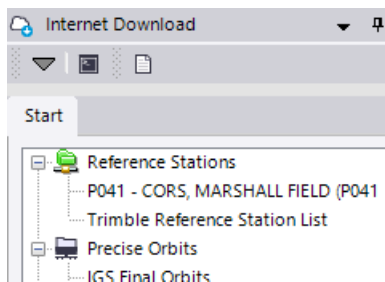 Internet Download
Start
Reference Stations
P041 - CORS, MARSHALL FIELD (P041
Trimble Reference Station List
Precise Orbits
IGS Final Orbits